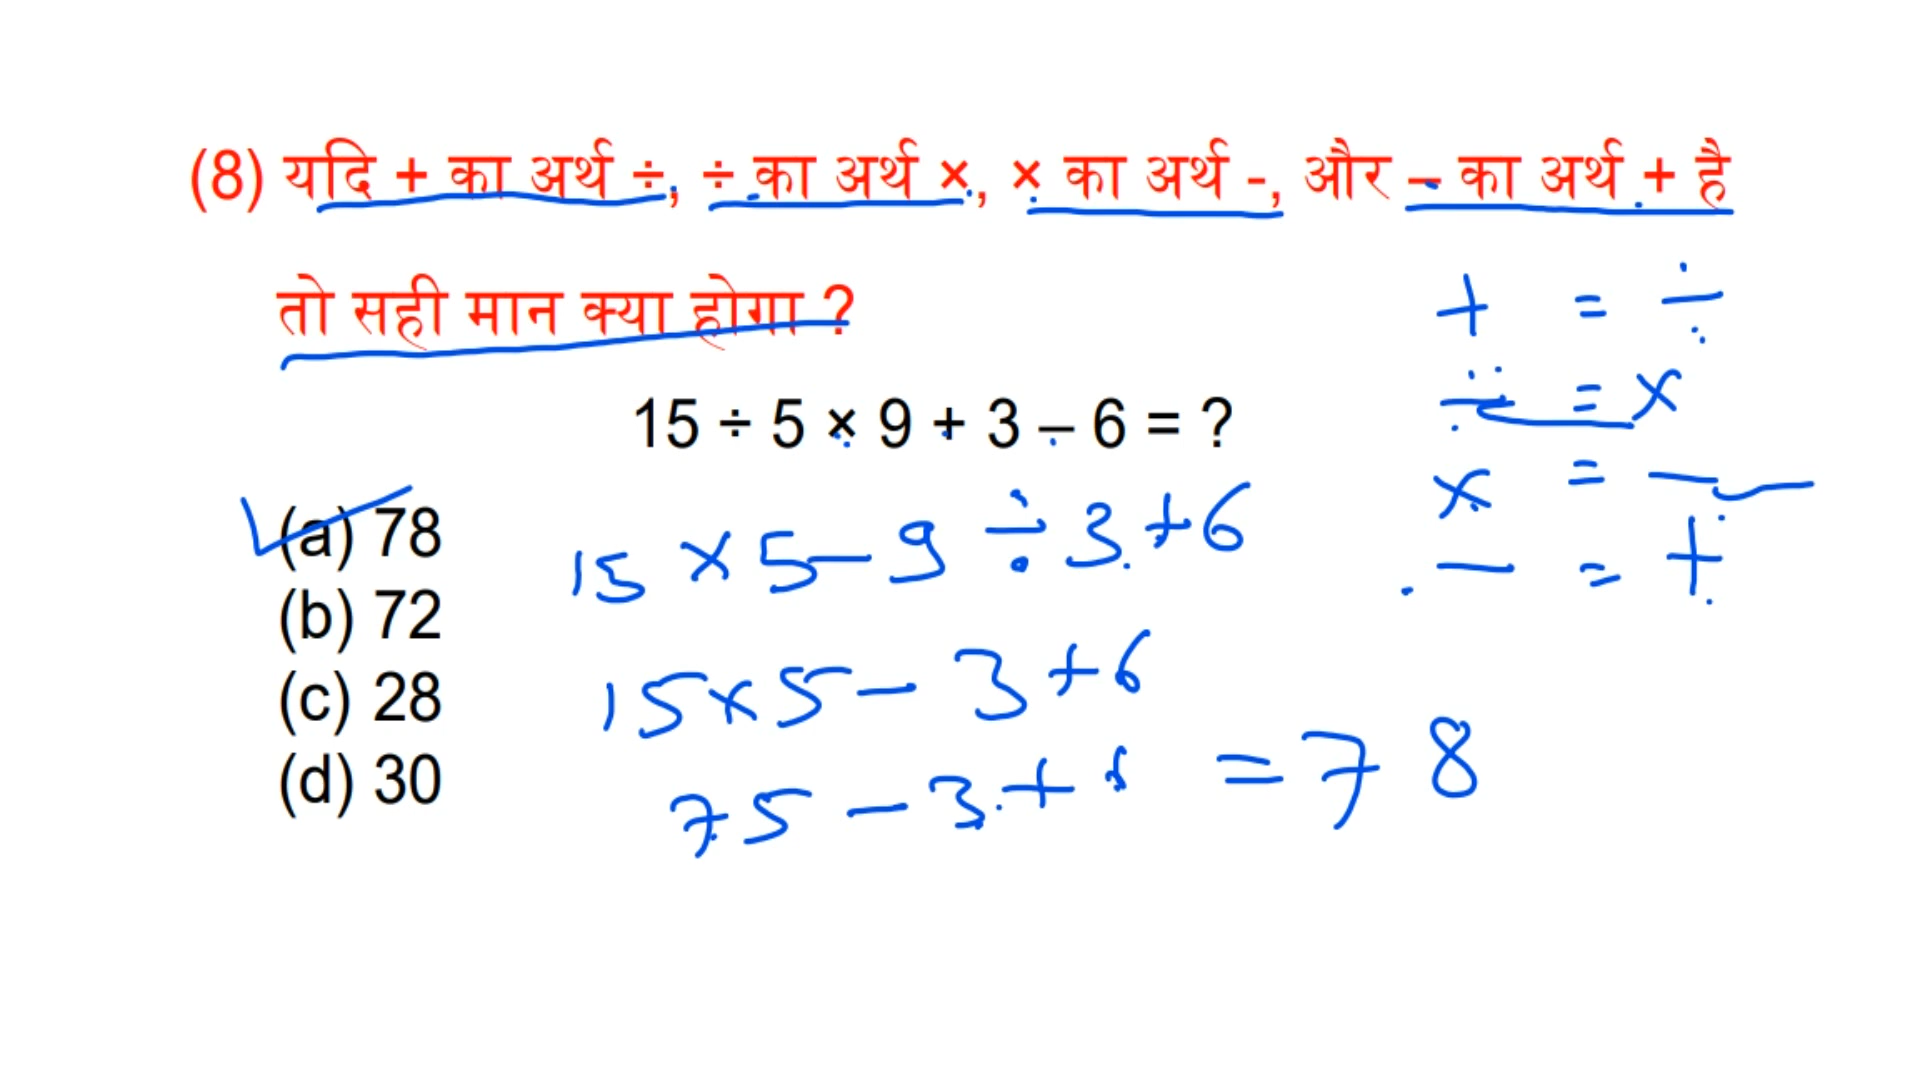 (8) यदि + का अर्थ ÷, ÷ का अर्थ ×, × का अर्थ -, और – का अर्थ + है
तो सही मान क्या होगा ?
15 ÷ 5 × 9 + 3 – 6 = ?
(a) 78
(b) 72
(c) 28
(d) 30
+ = ÷
÷ = ×
× = –
– = +
15 × 5 – 9 ÷ 3 + 6
15 × 5 – 3 + 6
75 – 3 + 6 = 78